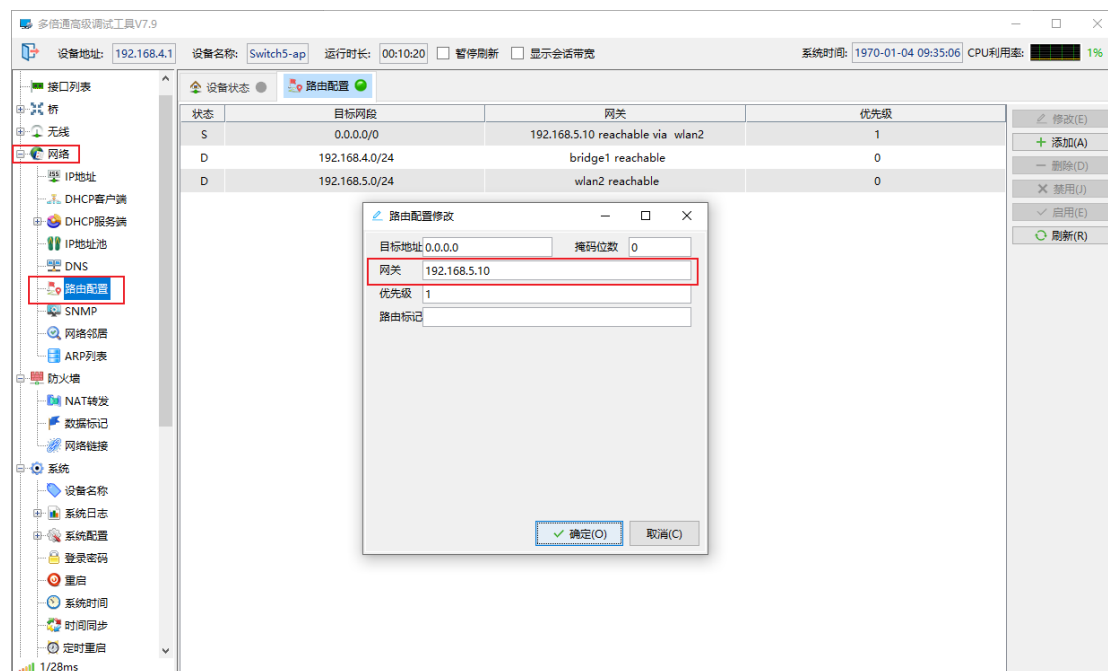 多倍通高级调试工具V7.9
设备地址: 192.168.4.1 设备名称: Switch5-ap 运行时长: 00:10:20 暂停刷新 显示会话带宽 系统时间: 1970-01-04 09:35:06 CPU利用率: 1%
接口列表
桥
无线
网络
IP地址
DHCP客户端
DHCP服务端
IP地址池
DNS
路由配置
SNMP
网络邻居
ARP列表
防火墙
NAT转发
数据标记
网络链接
系统
设备名称
系统日志
系统配置
登录密码
重启
系统时间
时间同步
定时重启
1/28ms
设备状态 路由配置
状态 目标网段 网关 优先级
S 0.0.0.0/0 192.168.5.10 reachable via wlan2 1
D 192.168.4.0/24 bridge1 reachable 0
D 192.168.5.0/24 wlan2 reachable 0
路由配置修改
目标地址 0.0.0.0 掩码位数 0
网关 192.168.5.10
优先级 1
路由标记
确定(O) 取消(C)
修改(E)
添加(A)
删除(D)
禁用(J)
启用(E)
刷新(R)